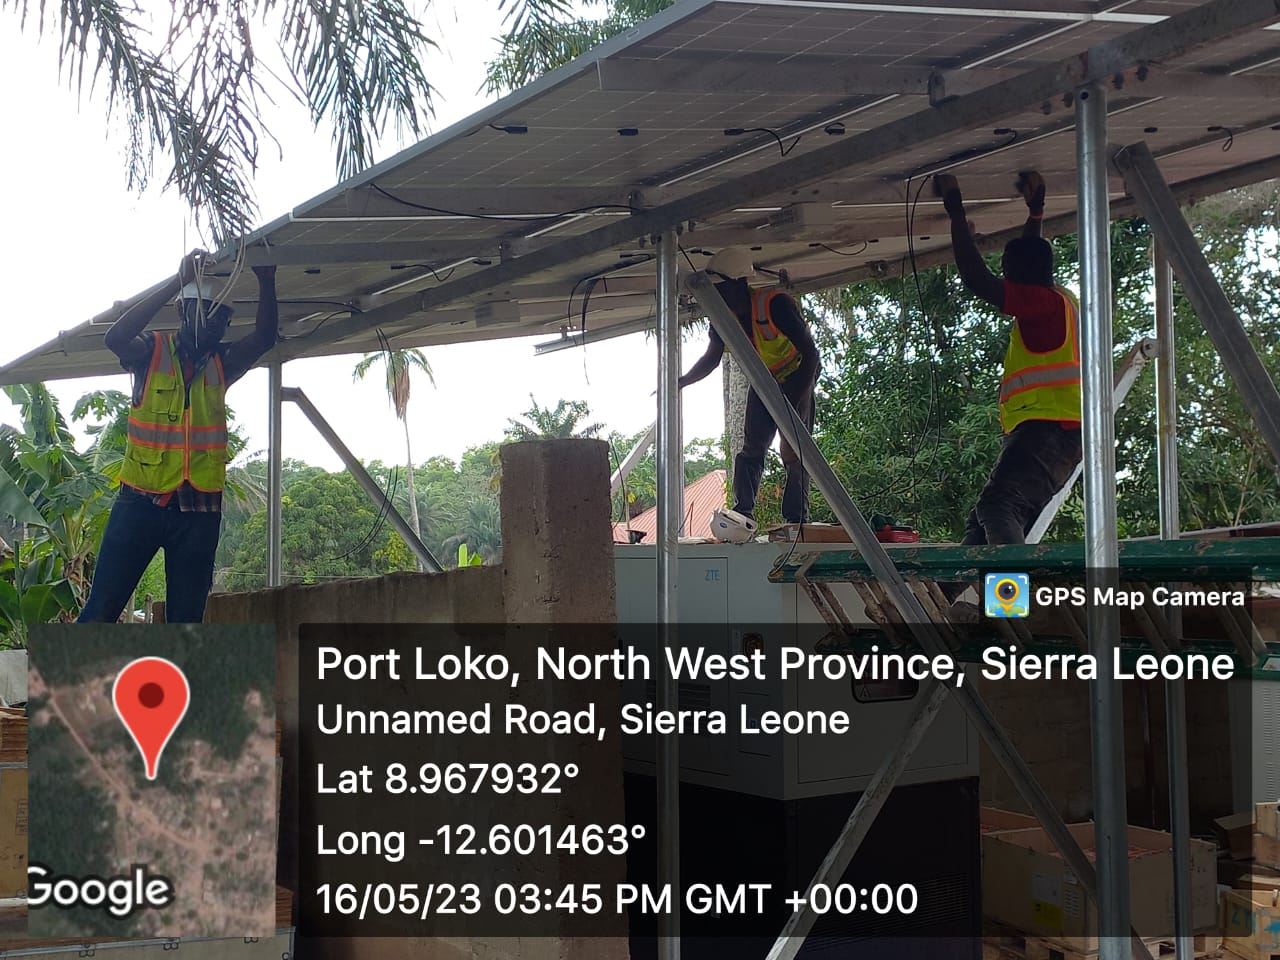 ZTE
GPS Map Camera
Port Loko, North West Province, Sierra Leone
Unnamed Road, Sierra Leone
Lat 8.967932°
Long -12.601463°
16/05/23 03:45 PM GMT +00:00
Google